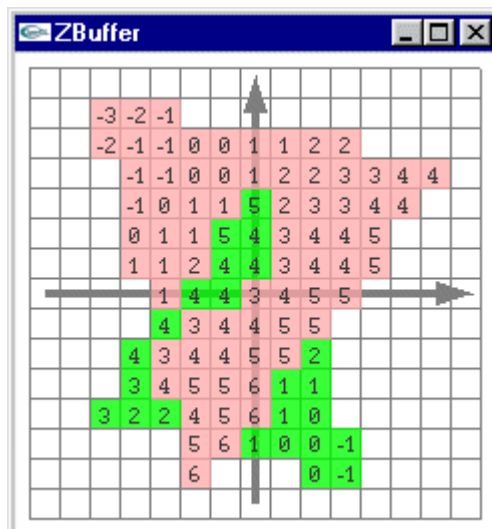 ZBuffer
-3 -2 -1
-2 -1 -1 0 0 1 1 2 2
-1 -1 0 0 1 2 2 3 3 4 4
-1 0 1 1 5 2 3 3 4 4
0 1 1 5 4 3 4 4 5
1 1 2 4 4 3 4 4 5
1 4 4 3 4 5 5
4 3 4 4 5 5
4 3 4 4 5 5 2
3 4 5 5 6 1 1
3 2 2 4 5 6 1 0
5 6 1 0 0 -1
6 0 -1